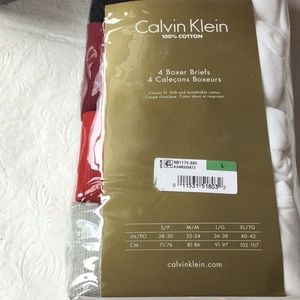 Calvin Klein
100% COTTON
4 Boxer Briefs
4 Caleçons Boxeurs
Classic fit. Soft and breathable cotton.
Coupe classique. Coton doux et respirant.
L
S/P M/M L/G XL/TG
IN/PO 28-30 32-34 36-38 40-42
CM 71-76 81-86 91-97 102-107
calvinklein.com